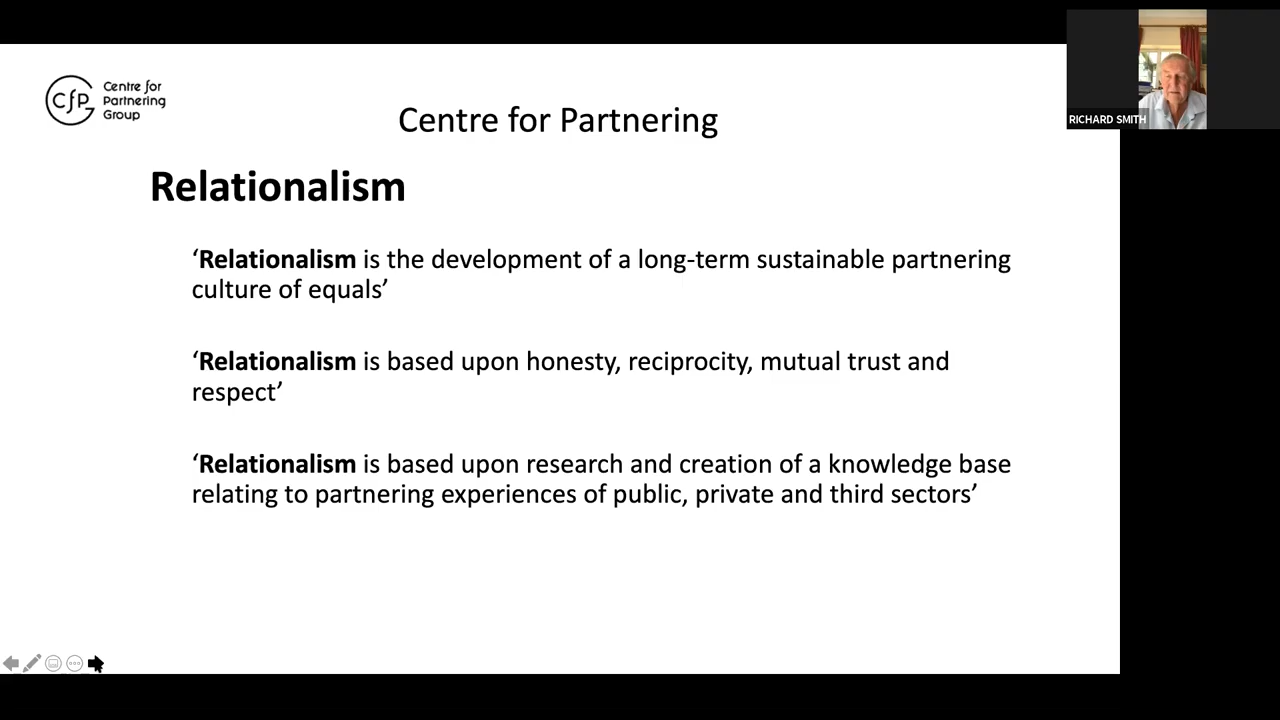 Centre for
Partnering
Group
CfP
Centre for Partnering
RICHARD SMITH
Relationalism
‘Relationalism is the development of a long-term sustainable partnering
culture of equals’
‘Relationalism is based upon honesty, reciprocity, mutual trust and
respect’
‘Relationalism is based upon research and creation of a knowledge base
relating to partnering experiences of public, private and third sectors’